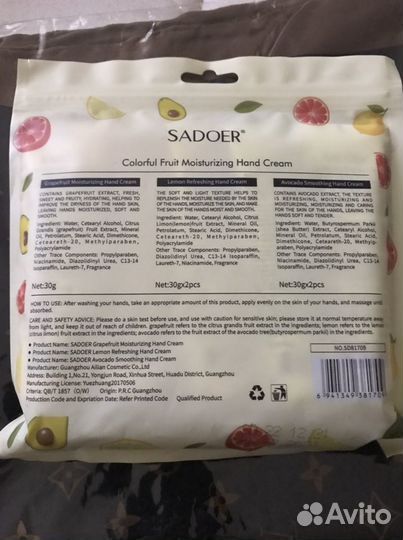 SADOER®
Colorful Fruit Moisturizing Hand Cream
GrapeFruit Moisturizing Hand Cream
CONTAINS GRAPEFRUIT EXTRACT, FRESH,
SWEET AND FRUITY, HYDRATING, HELPING TO
IMPROVE THE DRYNESS OF THE HAND SKIN,
LEAVING HANDS MOISTURIZED, SOFT AND
SMOOTH.
Ingredients: Water, Cetearyl Alcohol, Citrus
Grandis (grapefruit) Fruit Extract, Mineral
Oil, Petrolatum, Stearic Acid, Dimethicone,
Ceteareth-20, Methylparaben,
Polyacrylamide
Other Trace Components: Propylparaben,
Diazolidinyl Urea, Niacinamide, C13-14
Isoparaffin, Laureth-7, Fragrance
Net:30g
Lemon Refreshing Hand Cream
THE SOFT AND LIGHT TEXTURE HELPS TO
REPLENISH THE MOISTURE NEEDED BY THE SKIN
OF THE HANDS, MOISTURIZE THE SKIN OF THE
HANDS, AND MAKE THE SKIN MOIST AND SMOOTH.
Ingredient: Water, Cetearyl Alcohol, Citrus
Limon(lemon)fruit Extract, Mineral Oil,
Petrolatum, Stearic Acid, Dimethicone,
Ceteareth-20, Methylparaben,
Polyacrylamide
Other Trace Components: Propylparaben,
Niacinamide, Diazolidinyl Urea, C13-14
Isoparaffin, Laureth-7, Fragrance
Net:30gx2pcs
Avocado Smoothing Hand Cream
CONTAINS AVOCADO EXTRACT, THE TEXTURE
IS REFRESHING, MOISTURIZING AND
MOISTURIZING, MOISTURIZING AND CARING
FOR THE SKIN OF THE HANDS, LEAVING THE
HANDS SOFT AND TENDER.
Ingredients: Water, Butyrospermum Parkii
(shea Butter) Extract, Cetearyl Alcohol,
Mineral Oil, Petrolatum, Stearic Acid,
Dimethicone, Ceteareth-20,
Methylparaben, Polyacrylamide
Other Trace Components: Propylparaben,
Niacinamide, Diazolidinyl Urea, C13-14
Isoparaffin, Laureth-7, Fragrance
Net:30gx2pcs
HOW TO USE: After washing your hands, take an appropriate amount of this product, apply evenly on the skin of your hands, and massage until
absorbed.
CARE AND SAFETY ADVICE: Please do a skin test before use, and use with caution for sensitive skin; please store it at normal temperature away
from light, and keep it out of reach of children. grapefruit refers to the citrus grandis fruit extract in the ingredients; lemon refers to the lemon
(citrus limon) fruit extract in the ingredients; avocado refers to the fruit extract of the avocado tree(butyrospermum parkii) in the ingredients.
• Product Name: SADOER Grapefruit Moisturizing Hand Cream
• Product Name: SADOER Lemon Refreshing Hand Cream
• Product Name: SADOER Avocado Smoothing Hand Cream
Manufacturer: Guangzhou Ailian Cosmetic Co.,Ltd
Address: Building 2,No.21, Yongjun Road, Xinhua Street, Huadu District, Guangzhou
Manufacturing License: Yuezhuang20170506
Criteria: QB/T 1857 (O/W) Origin: P.R.C Guangzhou
Production Code and Expiration Date: Refer Printed Code Qualified Product
NO.SD81709
6 941349 38170
Avito